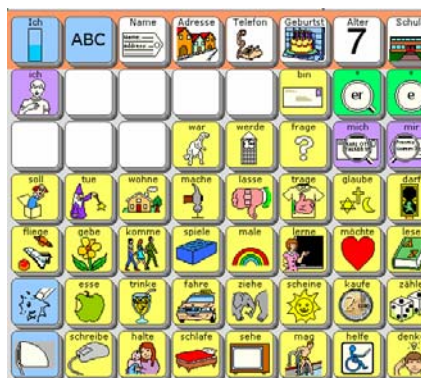 Ich Name Adresse Telefon Geburtst Alter Schul
ABC 7
ich bin
er e
war werde frage mich mir
soll tue wohne mache lasse trage glaube darf
fliege gebe komme spiele male lerne möchte lese
esse trinke fahre ziehe scheine kaufe zähle
schreibe halte schlafe sehe mag helfe denk